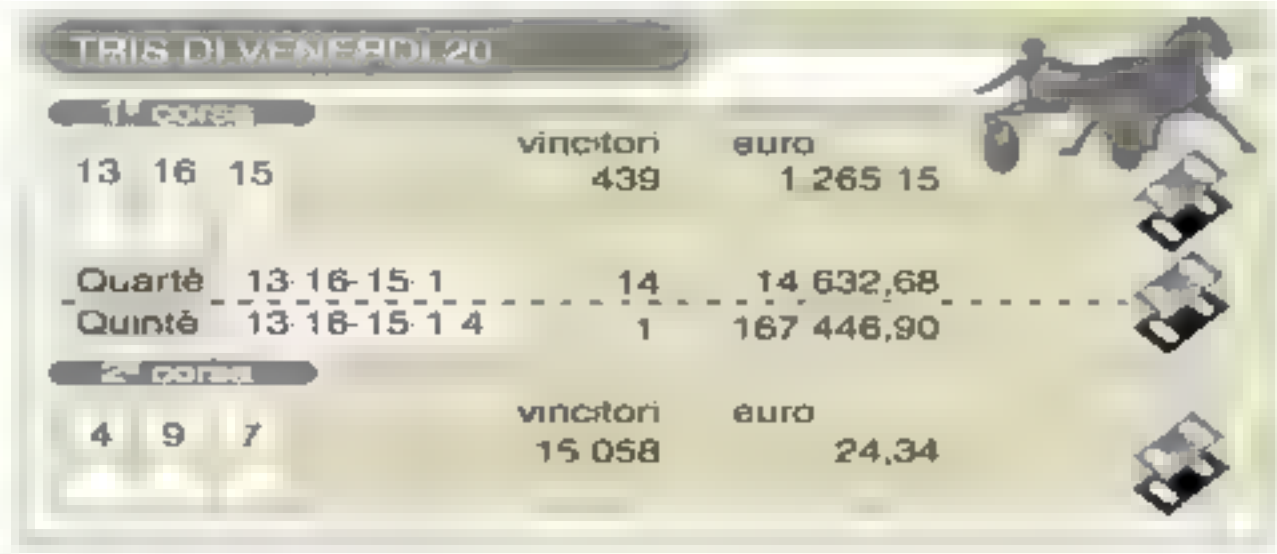 TRIS DI VENERDI 20
1ª corsa
vincitori euro
13 16 15 439 1.265,15
Quartè 13-16-15-1 14 14.632,68
Quintè 13-16-15-1-4 1 167.446,90
2ª corsa
vincitori euro
4 9 7 15.058 24,34